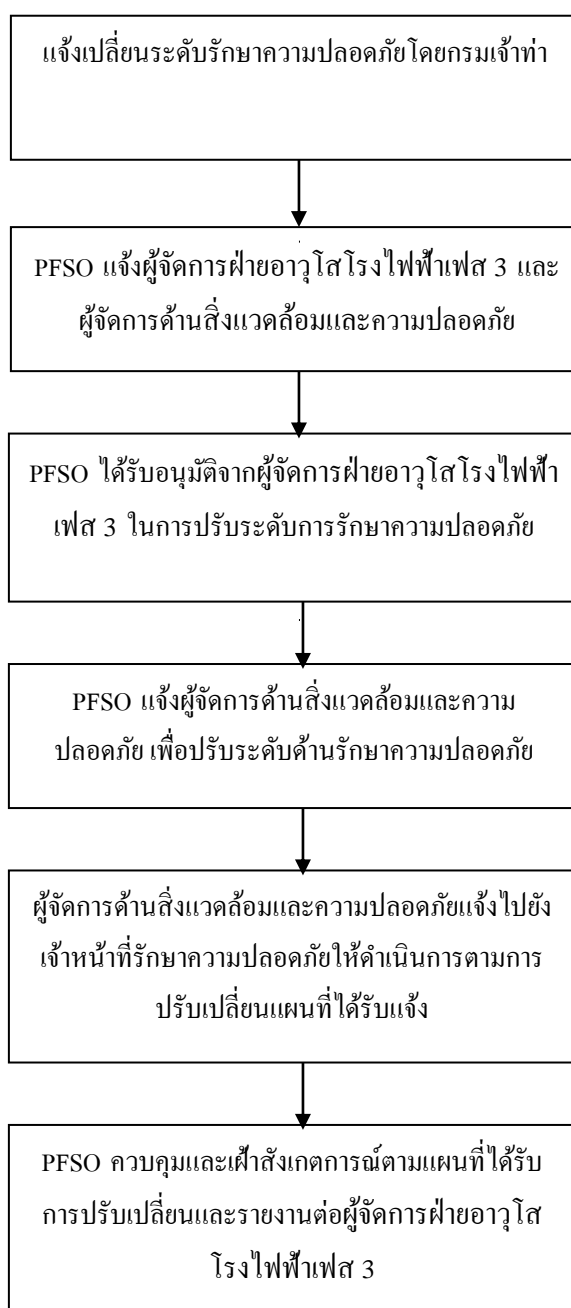 แจ้งเปลี่ยนระดับรักษาความปลอดภัยโดยกรมเจ้าท่า
PFSO แจ้งผู้จัดการฝ่ายอาวุโสโรงไฟฟ้าเฟส 3 และ
ผู้จัดการด้านสิ่งแวดล้อมและความปลอดภัย
PFSO ได้รับอนุมัติจากผู้จัดการฝ่ายอาวุโสโรงไฟฟ้า
เฟส 3 ในการปรับระดับการรักษาความปลอดภัย
PFSO แจ้งผู้จัดการด้านสิ่งแวดล้อมและความ
ปลอดภัย เพื่อปรับระดับด้านรักษาความปลอดภัย
ผู้จัดการด้านสิ่งแวดล้อมและความปลอดภัยแจ้งไปยัง
เจ้าหน้าที่รักษาความปลอดภัยให้ดำเนินการตามการ
ปรับเปลี่ยนแผนที่ได้รับแจ้ง
PFSO ควบคุมและเฝ้าสังเกตการณ์ตามแผนที่ได้รับ
การปรับเปลี่ยนและรายงานต่อผู้จัดการฝ่ายอาวุโส
โรงไฟฟ้าเฟส 3